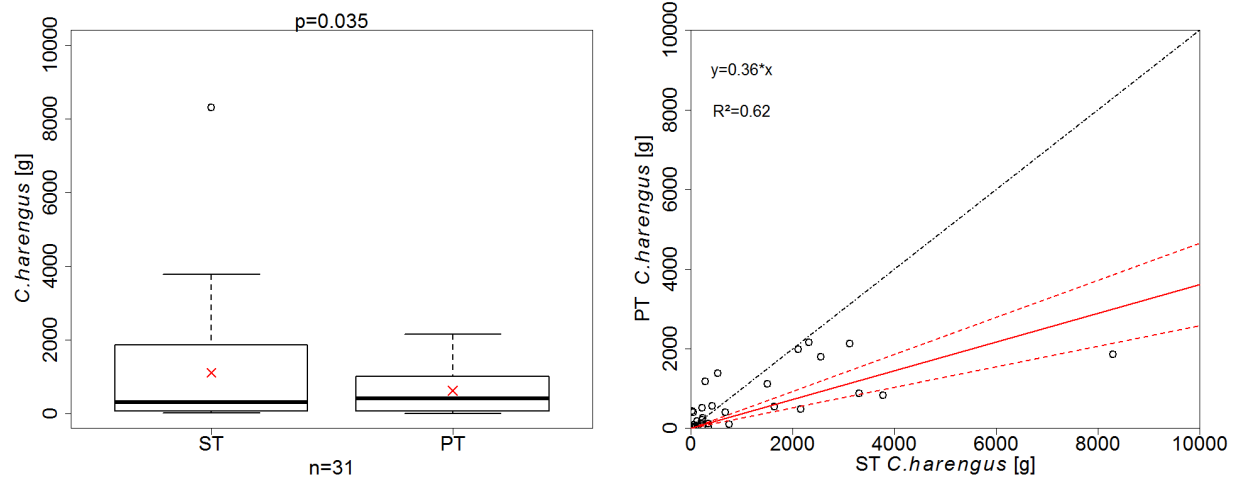 p=0.035
10000
8000
6000
4000
2000
0
C.harengus [g]
ST PT
n=31
y=0.36*x
R²=0.62
10000
8000
6000
4000
2000
0
PT C.harengus [g]
0 2000 4000 6000 8000 10000
ST C.harengus [g]